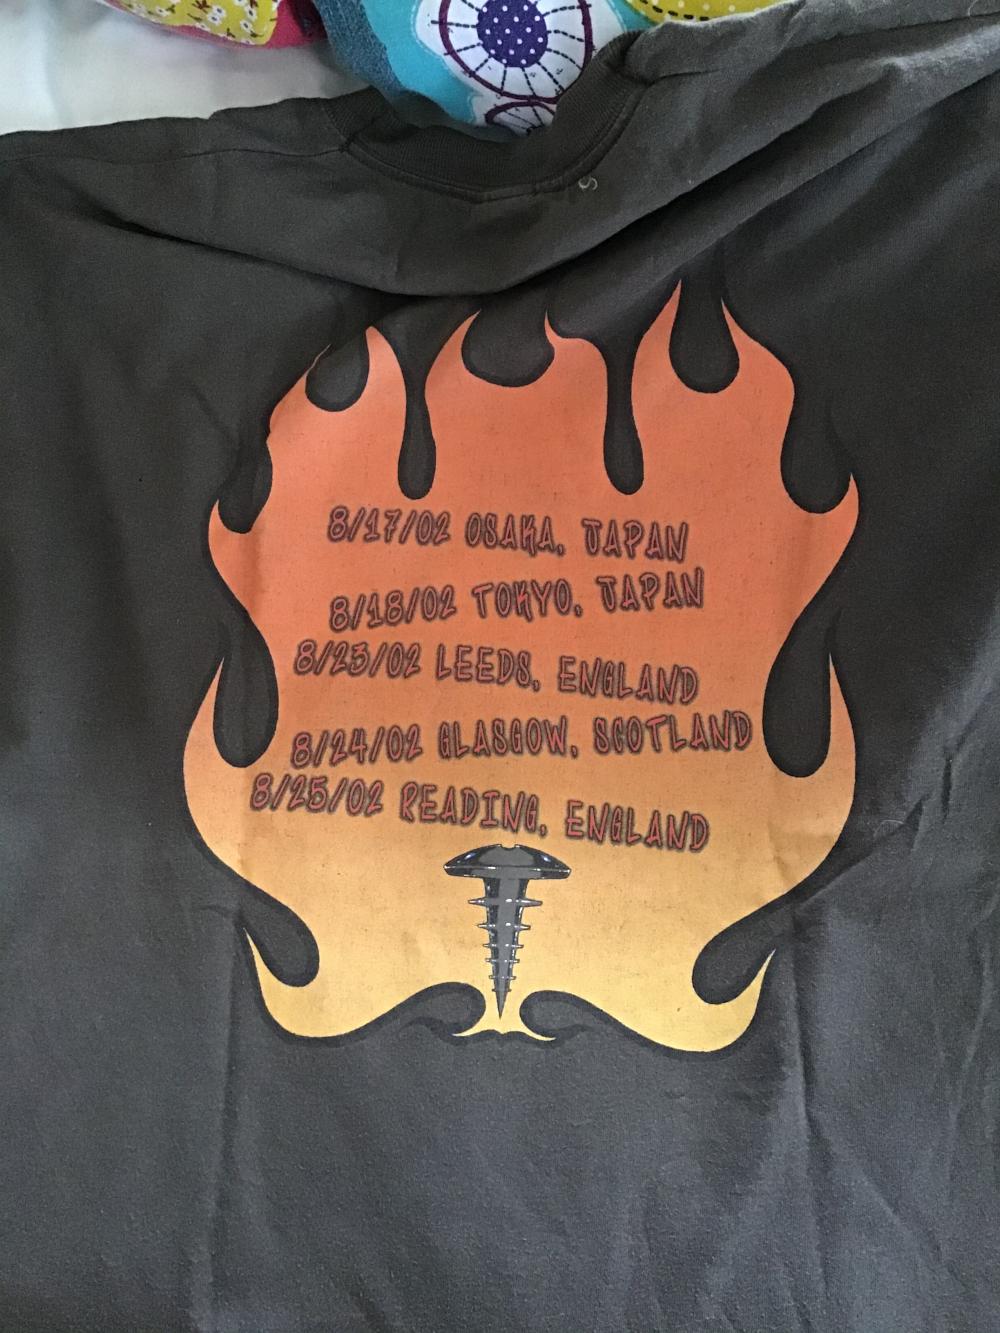 8/17/02 OSAKA, JAPAN
8/18/02 TOKYO, JAPAN
8/23/02 LEEDS, ENGLAND
8/24/02 GLASGOW, SCOTLAND
8/25/02 READING, ENGLAND